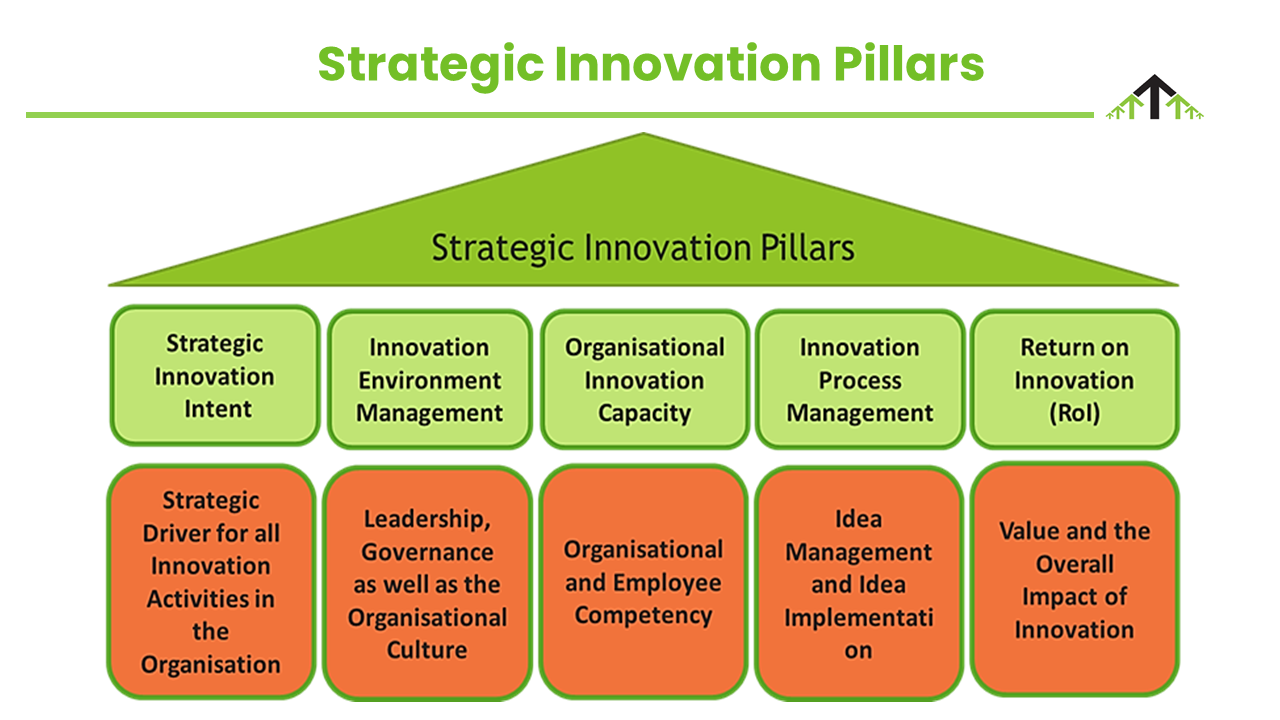 Strategic Innovation Pillars
Strategic Innovation Pillars
Strategic
Innovation
Intent
Innovation
Environment
Management
Organisational
Innovation
Capacity
Innovation
Process
Management
Return on
Innovation
(RoI)
Strategic
Driver for all
Innovation
Activities in
the
Organisation
Leadership,
Governance
as well as the
Organisational
Culture
Organisational
and Employee
Competency
Idea
Management
and Idea
Implementati
on
Value and the
Overall
Impact of
Innovation